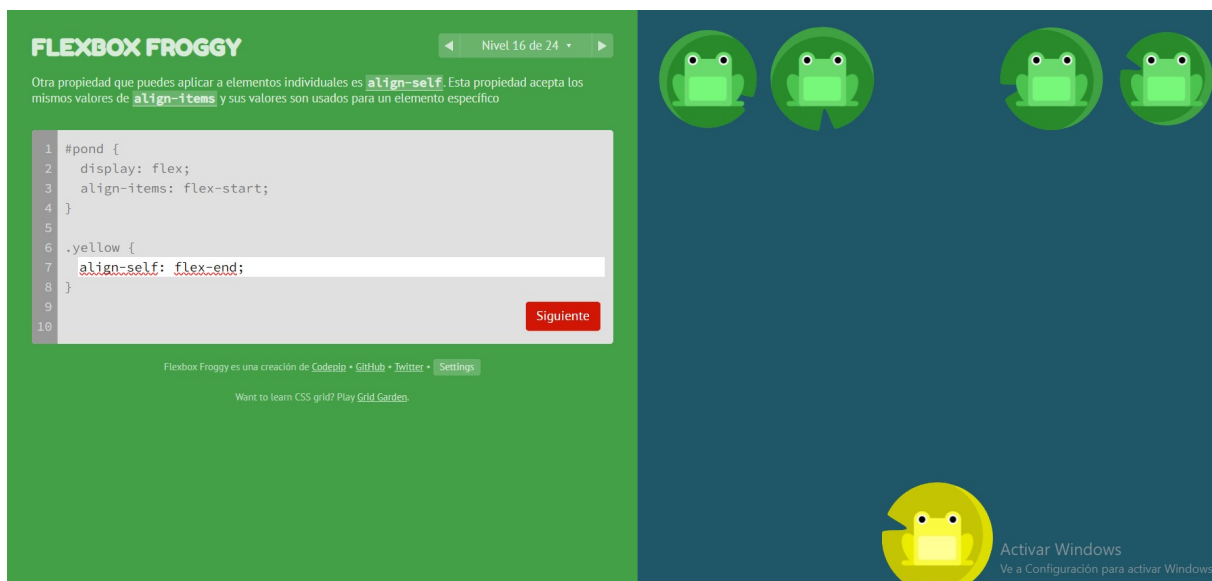 FLEXBOX FROGGY
◀ Nivel 16 de 24 ▾ ▶
Otra propiedad que puedes aplicar a elementos individuales es align-self. Esta propiedad acepta los
mismos valores de align-items y sus valores son usados para un elemento específico
1 #pond {
2 display: flex;
3 align-items: flex-start;
4 }
5
6 .yellow {
7 align-self: flex-end;
8 }
9
10
Siguiente
Flexbox Froggy es una creación de Codepip • GitHub • Twitter • Settings
Want to learn CSS grid? Play Grid Garden.
Activar Windows
Ve a Configuración para activar Windows